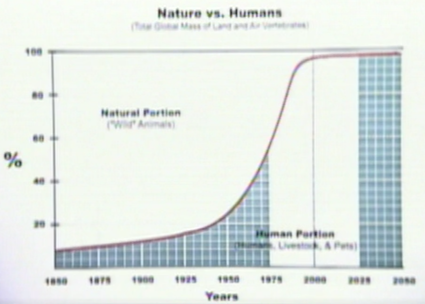 Nature vs. Humans
(Total Global Mass of Land and Air Vertebrates)
100
80
Natural Portion
("Wild" Animals)
60
%
40
20
Human Portion
(Humans, Livestock, & Pets)
1850 1875 1900 1925 1950 1975 2000 2025 2050
Years